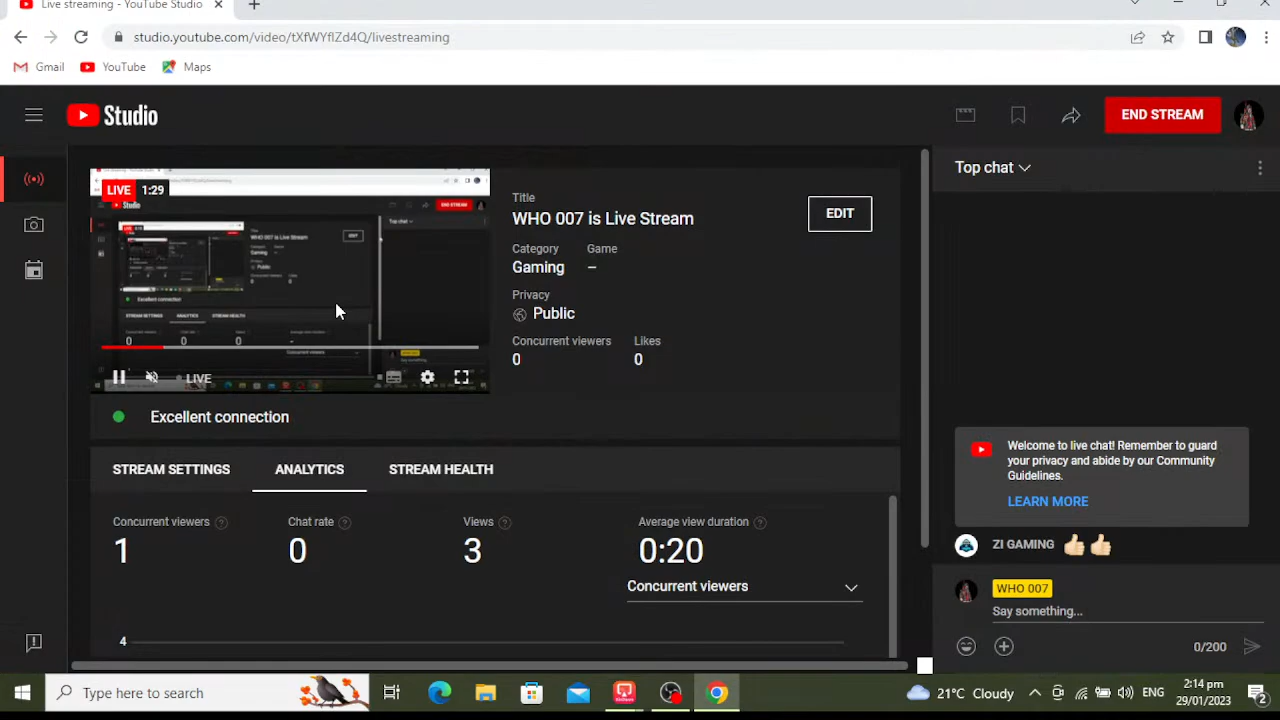 Live streaming - YouTube Studio
studio.youtube.com/video/tXfWYfIZd4Q/livestreaming
Gmail YouTube Maps
Studio
END STREAM
LIVE 1:29
LIVE
Excellent connection
Title
WHO 007 is Live Stream
EDIT
Category Game
Gaming –
Privacy
Public
Concurrent viewers Likes
0 0
STREAM SETTINGS ANALYTICS STREAM HEALTH
Concurrent viewers ? Chat rate ? Views ? Average view duration ?
1 0 3 0:20
Concurrent viewers
4
Top chat
Welcome to live chat! Remember to guard
your privacy and abide by our Community
Guidelines.
LEARN MORE
ZI GAMING
WHO 007
Say something...
0/200
Type here to search
21°C Cloudy
ENG
2:14 pm
29/01/2023
2